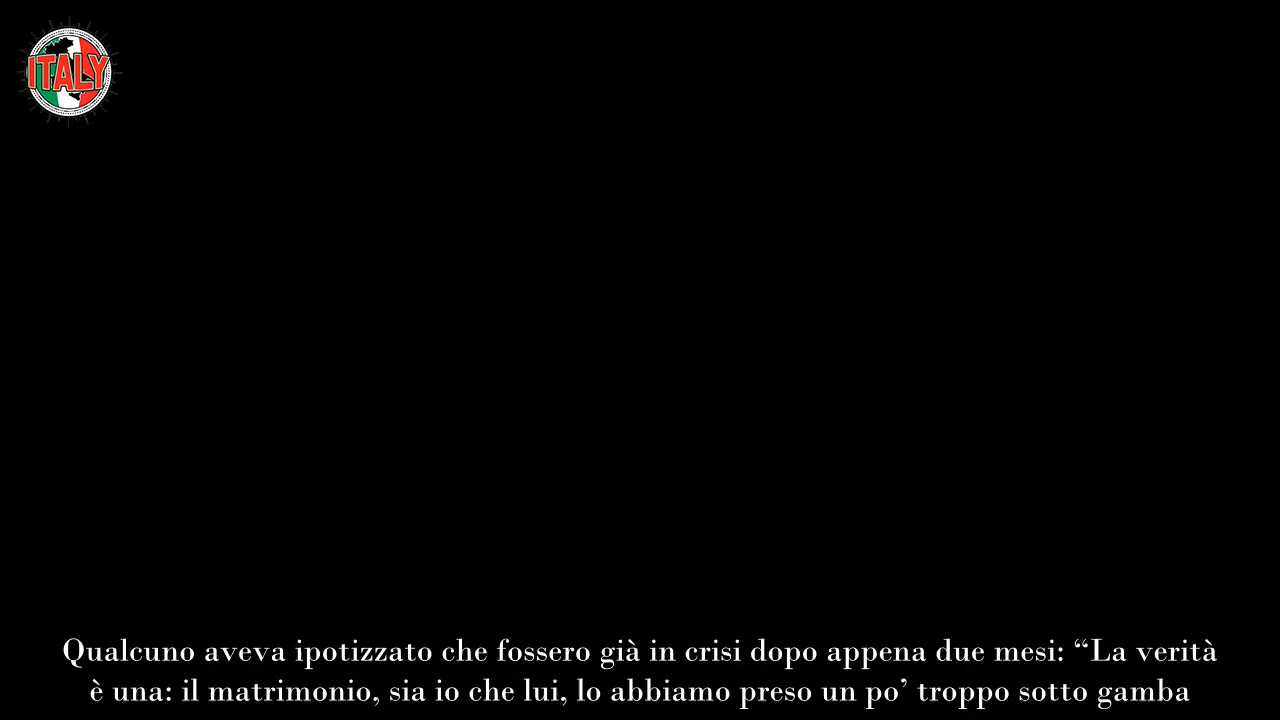 ITALY
Qualcuno aveva ipotizzato che fossero già in crisi dopo appena due mesi: “La verità
è una: il matrimonio, sia io che lui, lo abbiamo preso un po’ troppo sotto gamba